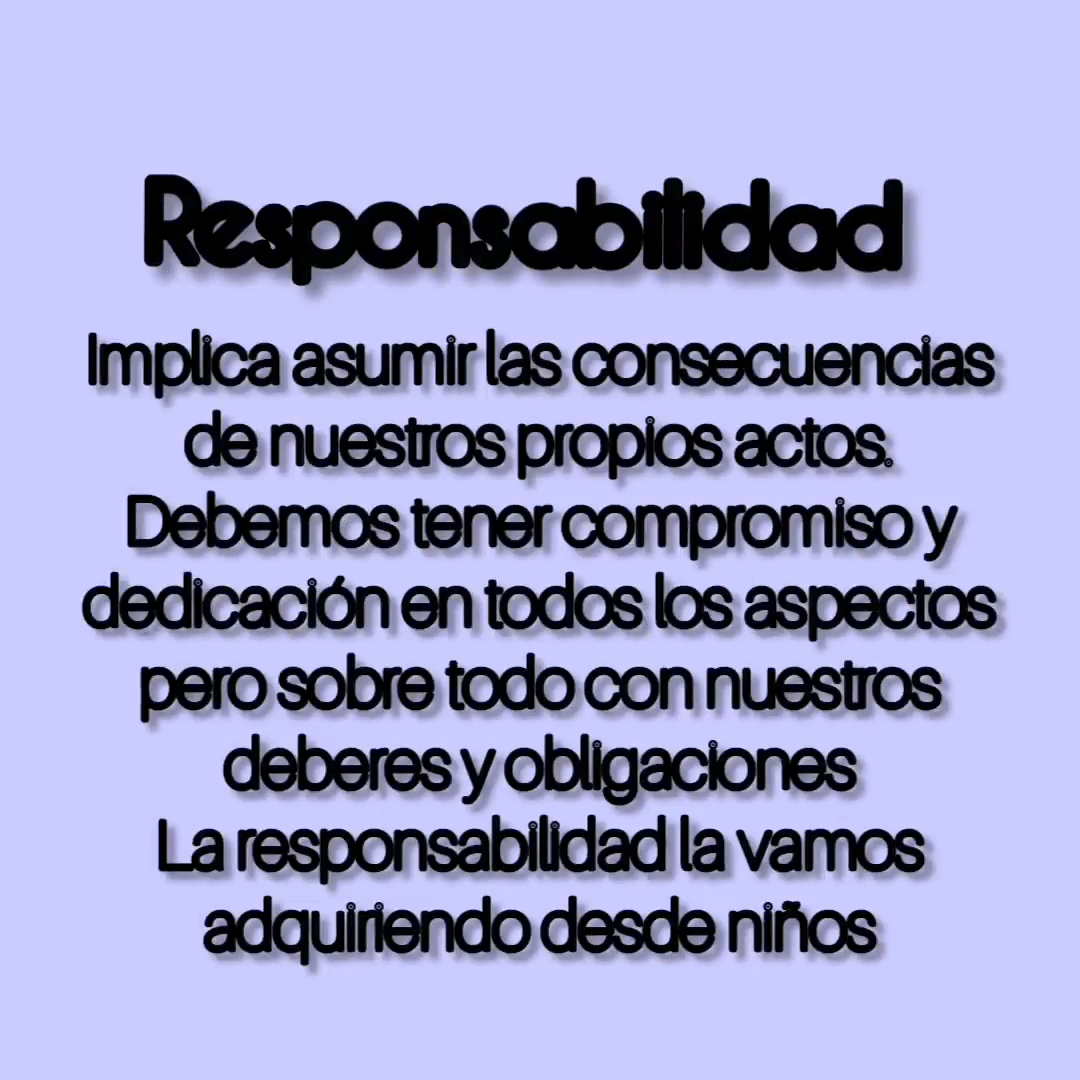 Responsabilidad
Implica asumir las consecuencias
de nuestros propios actos.
Debemos tener compromiso y
dedicación en todos los aspectos
pero sobre todo con nuestros
deberes y obligaciones
La responsabilidad la vamos
adquiriendo desde niños